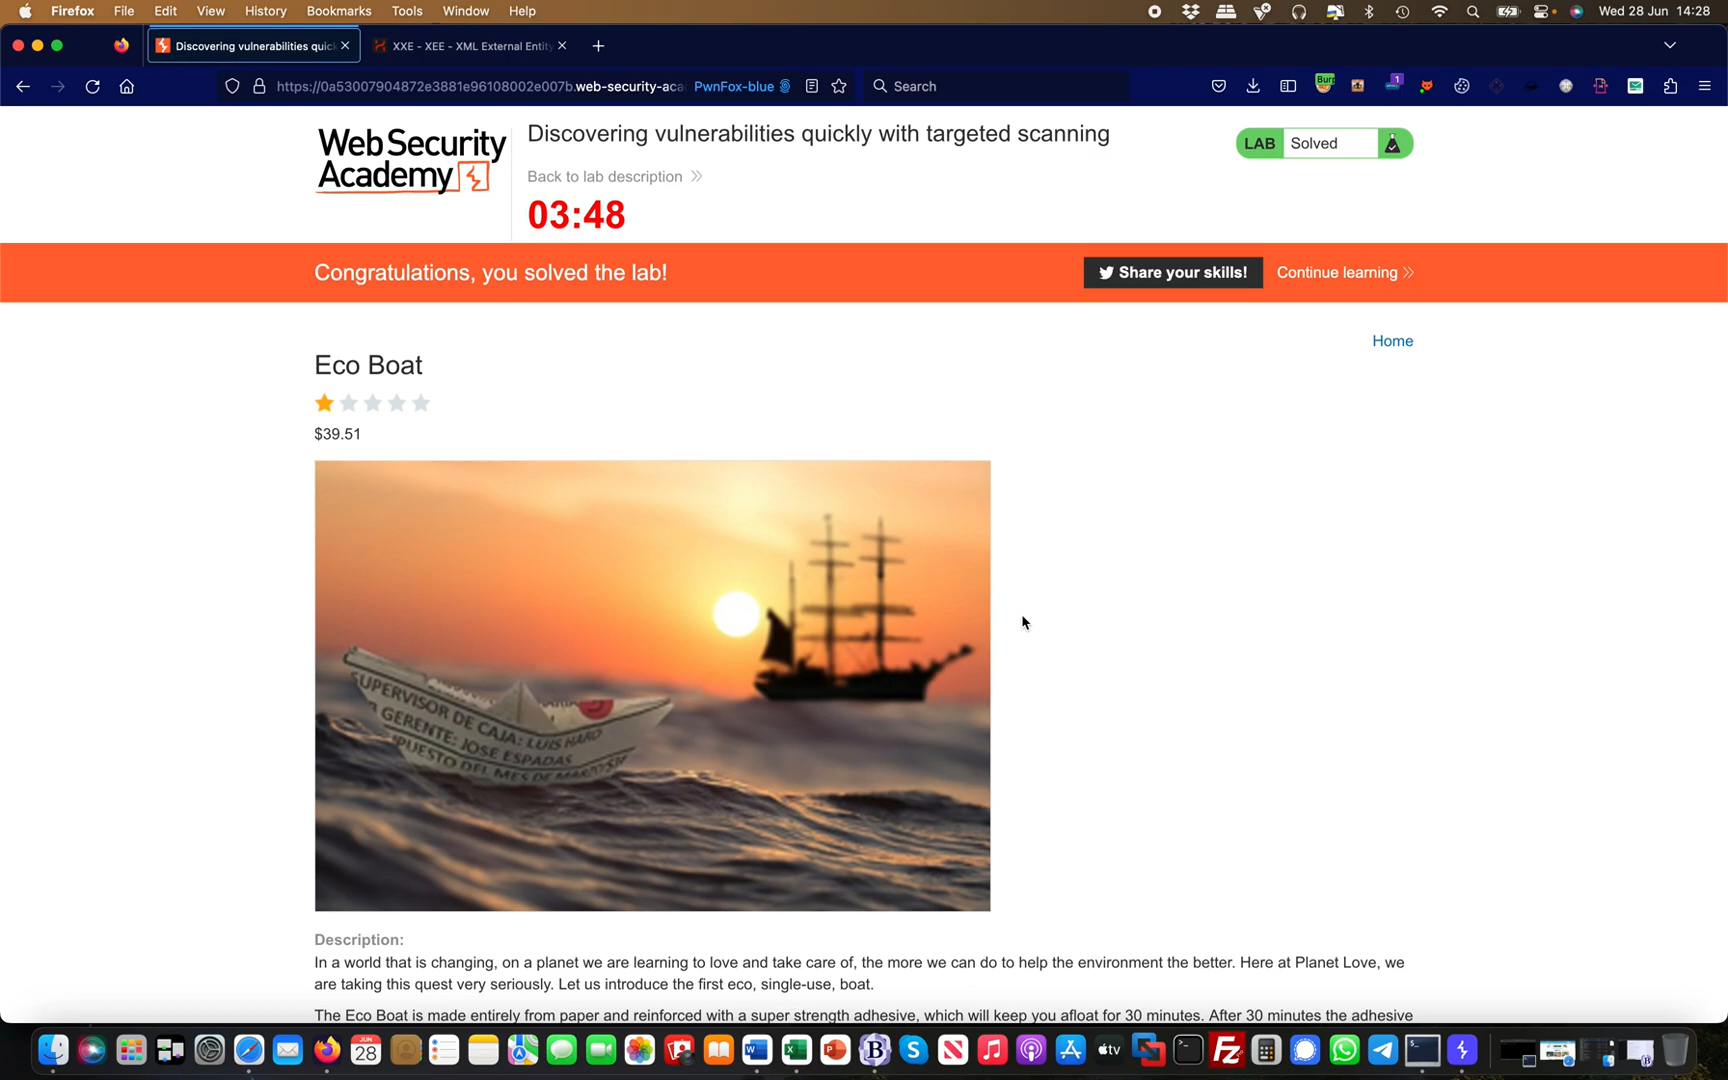 Firefox File Edit View History Bookmarks Tools Window Help Wed 28 Jun 14:28
Discovering vulnerabilities quick XXE - XEE - XML External Entity
https://0a53007904872e3881e96108002e007b.web-security-aca PwnFox-blue Search Burp 1
Web Security
Academy
Discovering vulnerabilities quickly with targeted scanning
LAB Solved
Back to lab description
03:48
Congratulations, you solved the lab!
Share your skills! Continue learning
Home
Eco Boat
$39.51
SUPERVISOR DE CAJA: LUIS HARO
GERENTE: JOSE ESPADAS
PUESTO DEL MES DE
Description:
In a world that is changing, on a planet we are learning to love and take care of, the more we can do to help the environment the better. Here at Planet Love, we
are taking this quest very seriously. Let us introduce the first eco, single-use, boat.
The Eco Boat is made entirely from paper and reinforced with a super strength adhesive, which will keep you afloat for 30 minutes. After 30 minutes the adhesive
JUN
28
tv